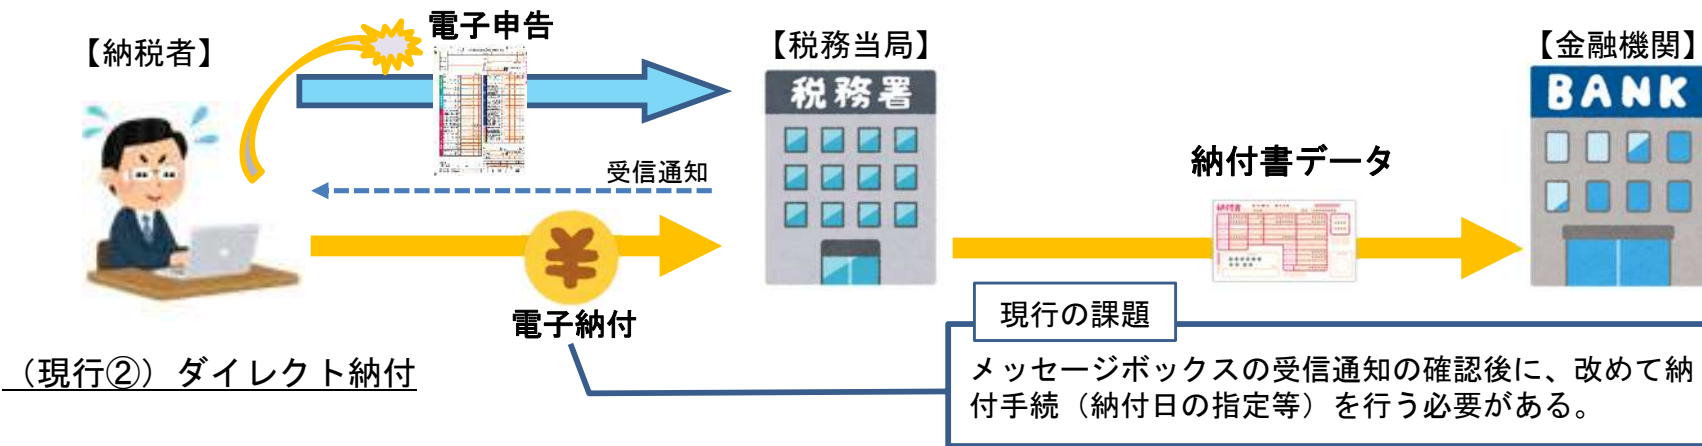 電子申告
【納税者】
【税務当局】
【金融機関】
税務署
BANK
受信通知
納付書データ
納付書
電子納付
現行の課題
（現行②）ダイレクト納付
メッセージボックスの受信通知の確認後に、改めて納
付手続（納付日の指定等）を行う必要がある。